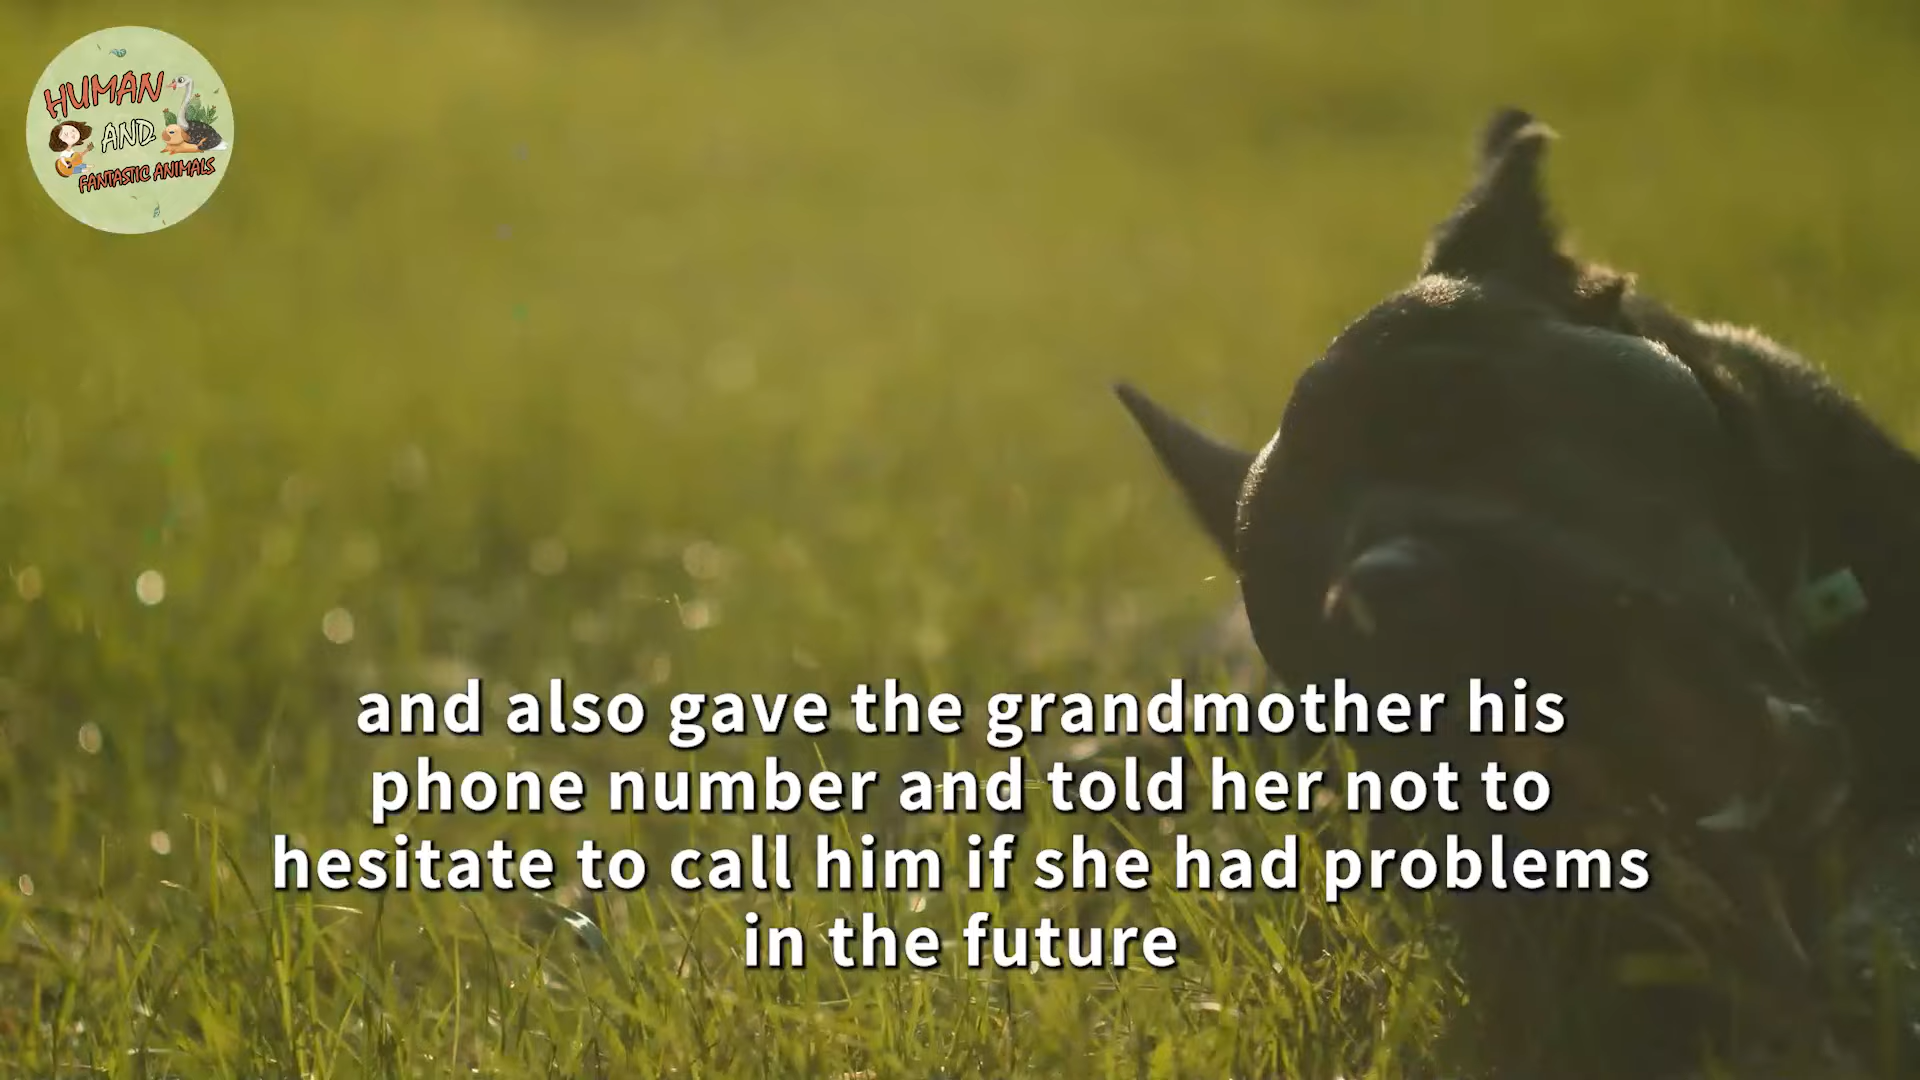 HUMAN
AND
FANTASTIC ANIMALS
and also gave the grandmother his
phone number and told her not to
hesitate to call him if she had problems
in the future